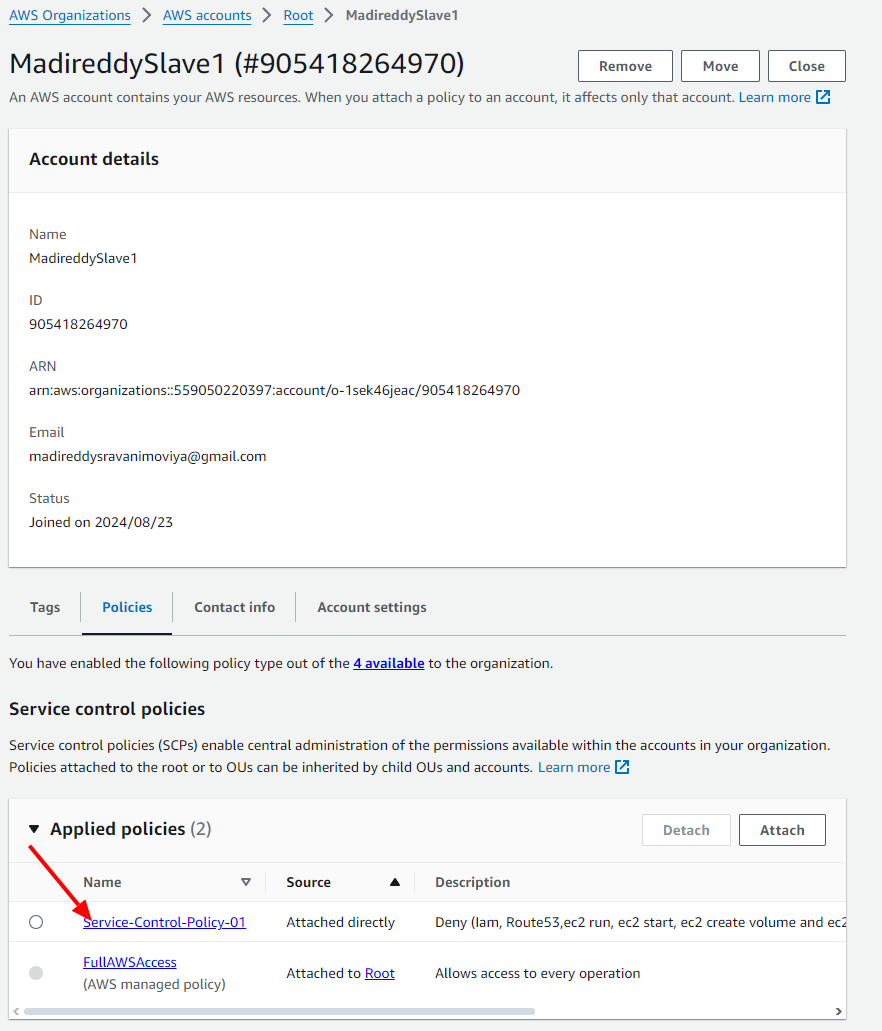 AWS Organizations > AWS accounts > Root > MadireddySlave1
MadireddySlave1 (#905418264970)
Remove
Move
Close
An AWS account contains your AWS resources. When you attach a policy to an account, it affects only that account. Learn more
Account details
Name
MadireddySlave1
ID
905418264970
ARN
arn:aws:organizations::559050220397:account/o-1sek46jeac/905418264970
Email
madireddysravanimoviya@gmail.com
Status
Joined on 2024/08/23
Tags
Policies
Contact info
Account settings
You have enabled the following policy type out of the 4 available to the organization.
Service control policies
Service control policies (SCPs) enable central administration of the permissions available within the accounts in your organization.
Policies attached to the root or to OUs can be inherited by child OUs and accounts. Learn more
Applied policies (2)
Detach
Attach
Name
Source
Description
Service-Control-Policy-01
Attached directly
Deny (Iam, Route53,ec2 run, ec2 start, ec2 create volume and ec2
FullAWSAccess
(AWS managed policy)
Attached to Root
Allows access to every operation